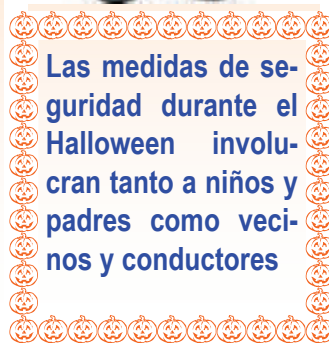 Las medidas de se-
guridad durante el
Halloween involu-
cran tanto a niños y
padres como veci-
nos y conductores